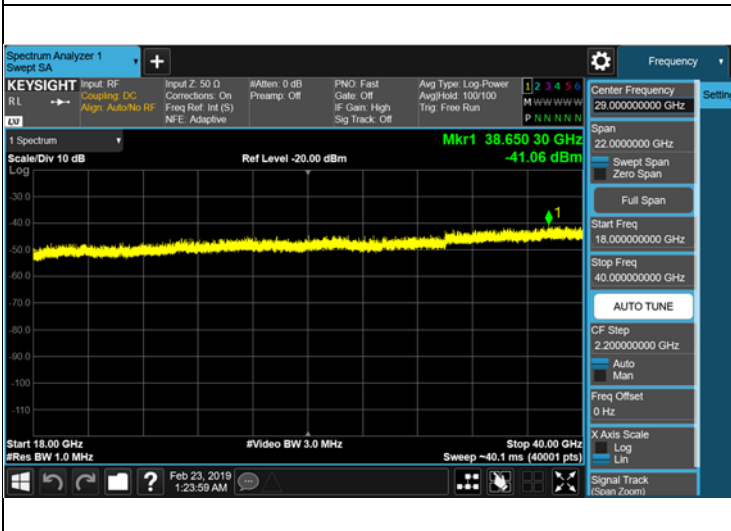 Spectrum Analyzer 1
Swept SA
+
Frequency
KEYSIGHT
RL
LXI
Input: RF
Coupling: DC
Align: Auto/No RF
Input Z: 50 Ω
Corrections: On
Freq Ref: Int (S)
NFE: Adaptive
#Atten: 0 dB
Preamp: Off
PNO: Fast
Gate: Off
IF Gain: High
Sig Track: Off
Avg Type: Log-Power
Avg|Hold: 100/100
Trig: Free Run
1 2 3 4 5 6
M W W W W W
P N N N N N
Center Frequency
29.000000000 GHz
Settin
Span
22.0000000 GHz
Swept Span
Zero Span
Full Span
Start Freq
18.000000000 GHz
Stop Freq
40.000000000 GHz
AUTO TUNE
CF Step
2.200000000 GHz
Auto
Man
Freq Offset
0 Hz
X Axis Scale
Log
Lin
Signal Track
(Span Zoom)
1 Spectrum
Mkr1 38.650 30 GHz
Scale/Div 10 dB
Ref Level -20.00 dBm
-41.06 dBm
Log
1
-30.0
-40.0
-50.0
-60.0
-70.0
-80.0
-90.0
-100
-110
Start 18.00 GHz
#Video BW 3.0 MHz
Stop 40.00 GHz
#Res BW 1.0 MHz
Sweep ~40.1 ms (40001 pts)
?
Feb 23, 2019
1:23:59 AM